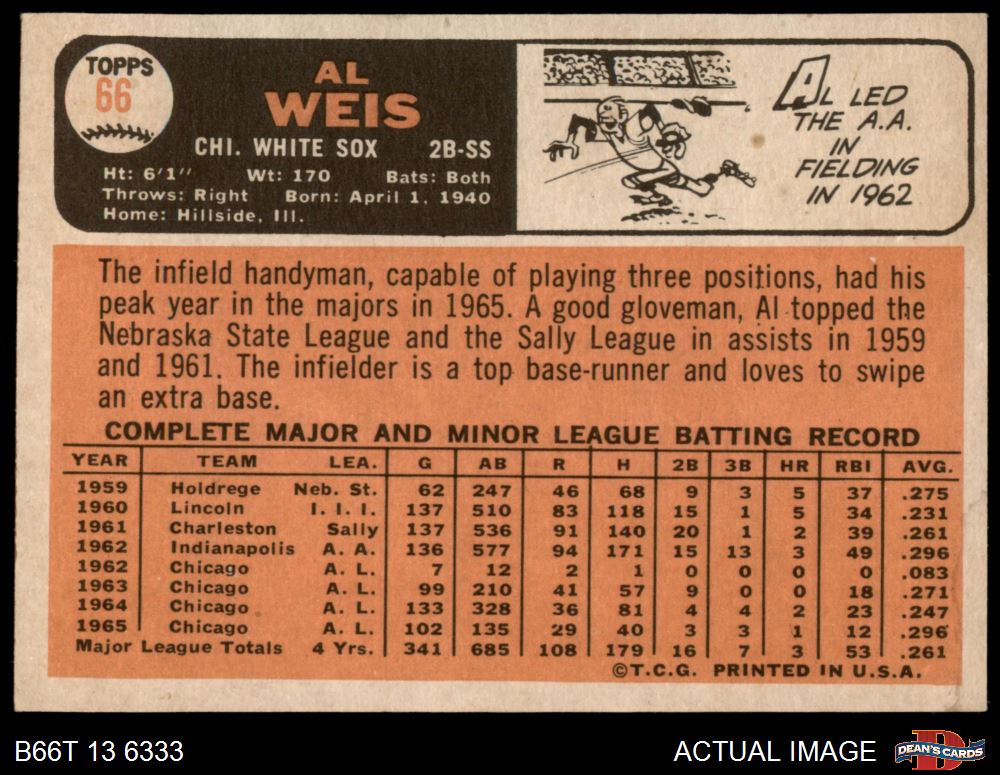 TOPPS
66
AL
WEIS
CHI. WHITE SOX 2B-SS
Ht: 6'1" Wt: 170 Bats: Both
Throws: Right Born: April 1, 1940
Home: Hillside, Ill.
AL LED
THE A.A.
IN
FIELDING
IN 1962
The infield handyman, capable of playing three positions, had his
peak year in the majors in 1965. A good gloveman, Al topped the
Nebraska State League and the Sally League in assists in 1959
and 1961. The infielder is a top base-runner and loves to swipe
an extra base.
COMPLETE MAJOR AND MINOR LEAGUE BATTING RECORD
YEAR TEAM LEA. G AB R H 2B 3B HR RBI AVG.
1959 Holdrege Neb. St. 62 247 46 68 9 3 5 37 .275
1960 Lincoln I. I. I. 137 510 83 118 15 1 5 34 .231
1961 Charleston Sally 137 536 91 140 20 1 2 39 .261
1962 Indianapolis A. A. 136 577 94 171 15 13 3 49 .296
1962 Chicago A. L. 7 12 2 1 0 0 0 0 .083
1963 Chicago A. L. 99 210 41 57 9 0 0 18 .271
1964 Chicago A. L. 133 328 36 81 4 4 2 23 .247
1965 Chicago A. L. 102 135 29 40 3 3 1 12 .296
Major League Totals 4 Yrs. 341 685 108 179 16 7 3 53 .261
©T.C.G. PRINTED IN U.S.A.
B66T 13 6333
ACTUAL IMAGE
DEAN'S CARDS